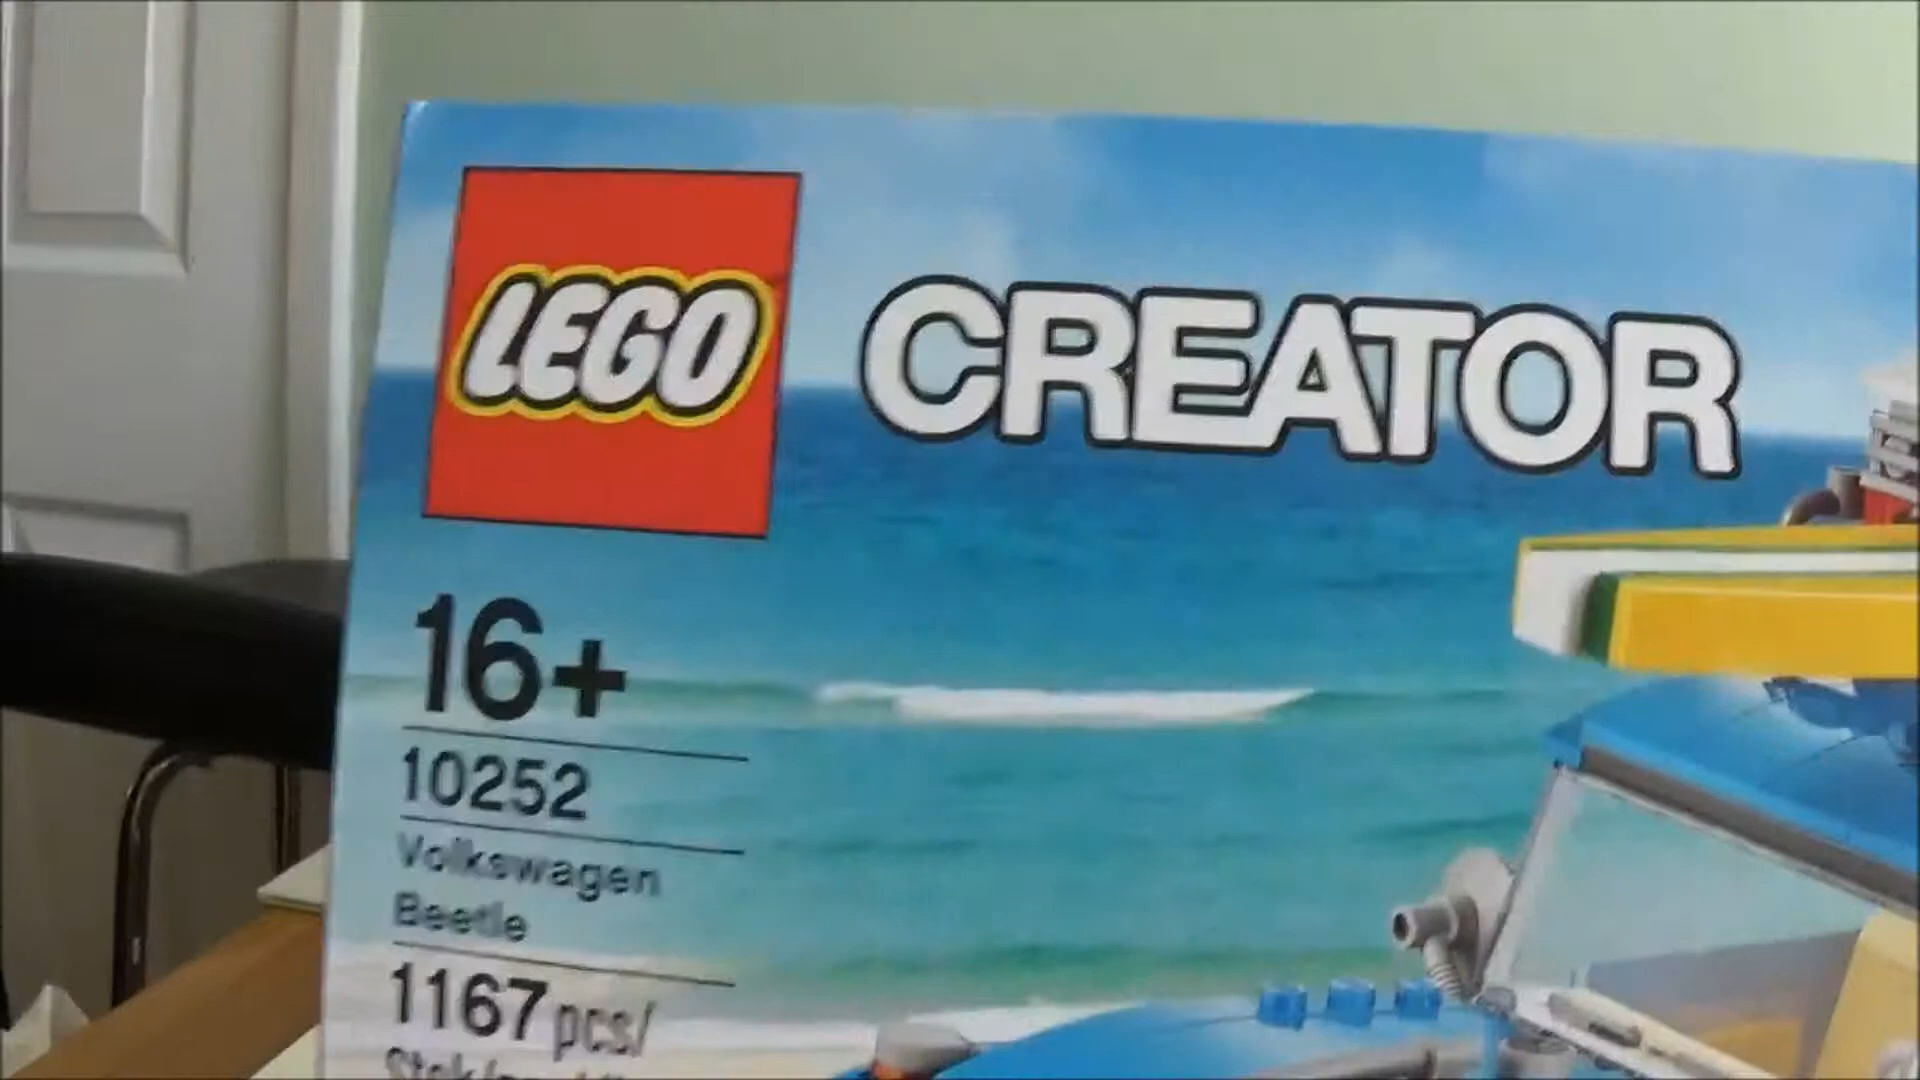 LEGO CREATOR
16+
10252
Volkswagen
Beetle
1167 pcs/